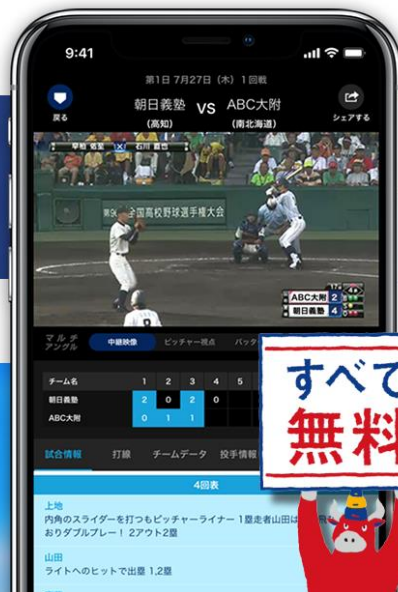 9:41
第1日 7月27日（木）1回戦
戻る
朝日義塾 vs ABC大附
(高知) (南北海道)
シェアする
石川
全国高校野球選手権大会
ABC大附 2
朝日義塾 4
マルチ
アングル
中継映像 ピッチャー視点
チーム名 1 2 3 4 5
朝日義塾 2 0 2 0
ABC大附 0 1 1
すべて
無料
試合情報 打線 チームデータ 投手情報
4回表
上地
内角のスライダーを打つもピッチャーライナー 1塁走者山田は
おりダブルプレー！ 2アウト2塁
山田
ライトへのヒットで出塁 1,2塁